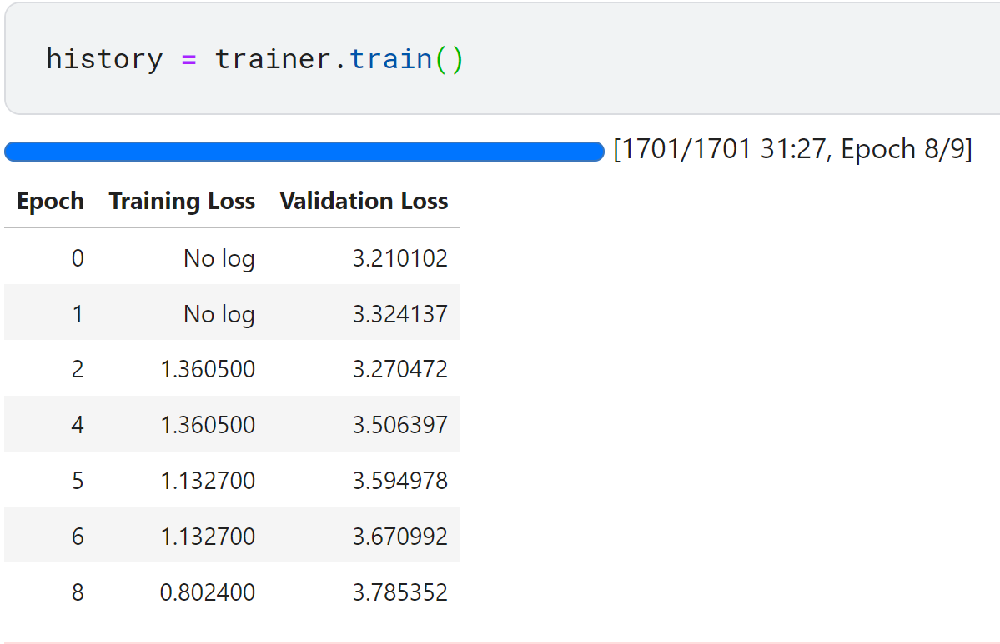 history = trainer.train()
[1701/1701 31:27, Epoch 8/9]
Epoch Training Loss Validation Loss
0 No log 3.210102
1 No log 3.324137
2 1.360500 3.270472
4 1.360500 3.506397
5 1.132700 3.594978
6 1.132700 3.670992
8 0.802400 3.785352